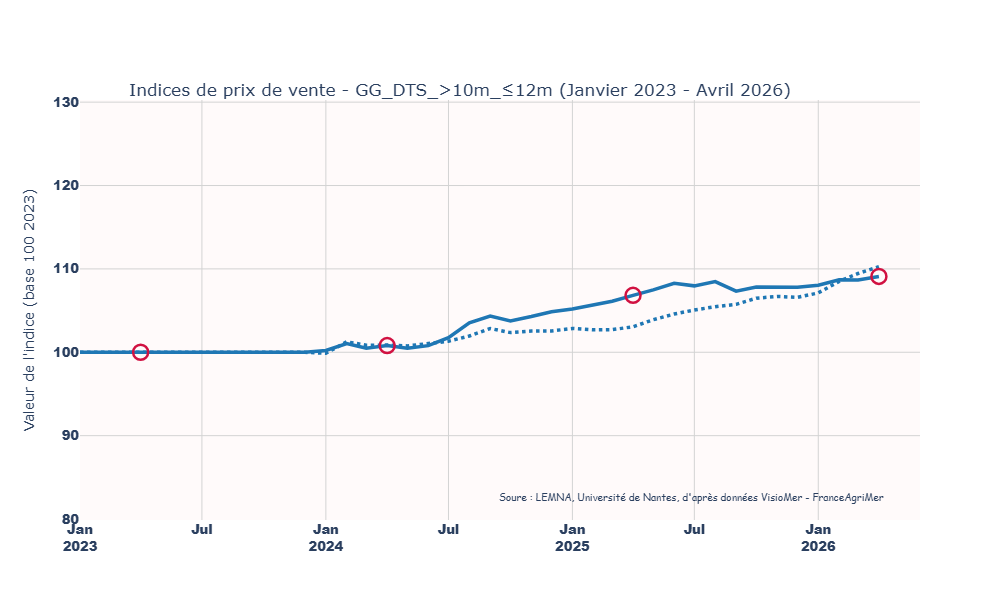 Indices de prix de vente - GG_DTS_>10m_≤12m (Janvier 2023 - Avril 2026)
Valeur de l'indice (base 100 2023)
130
120
110
100
90
80
Soure : LEMNA, Université de Nantes, d'après données VisioMer - FranceAgriMer
Jan Jul Jan Jul Jan Jul Jan
2023 2024 2025 2026